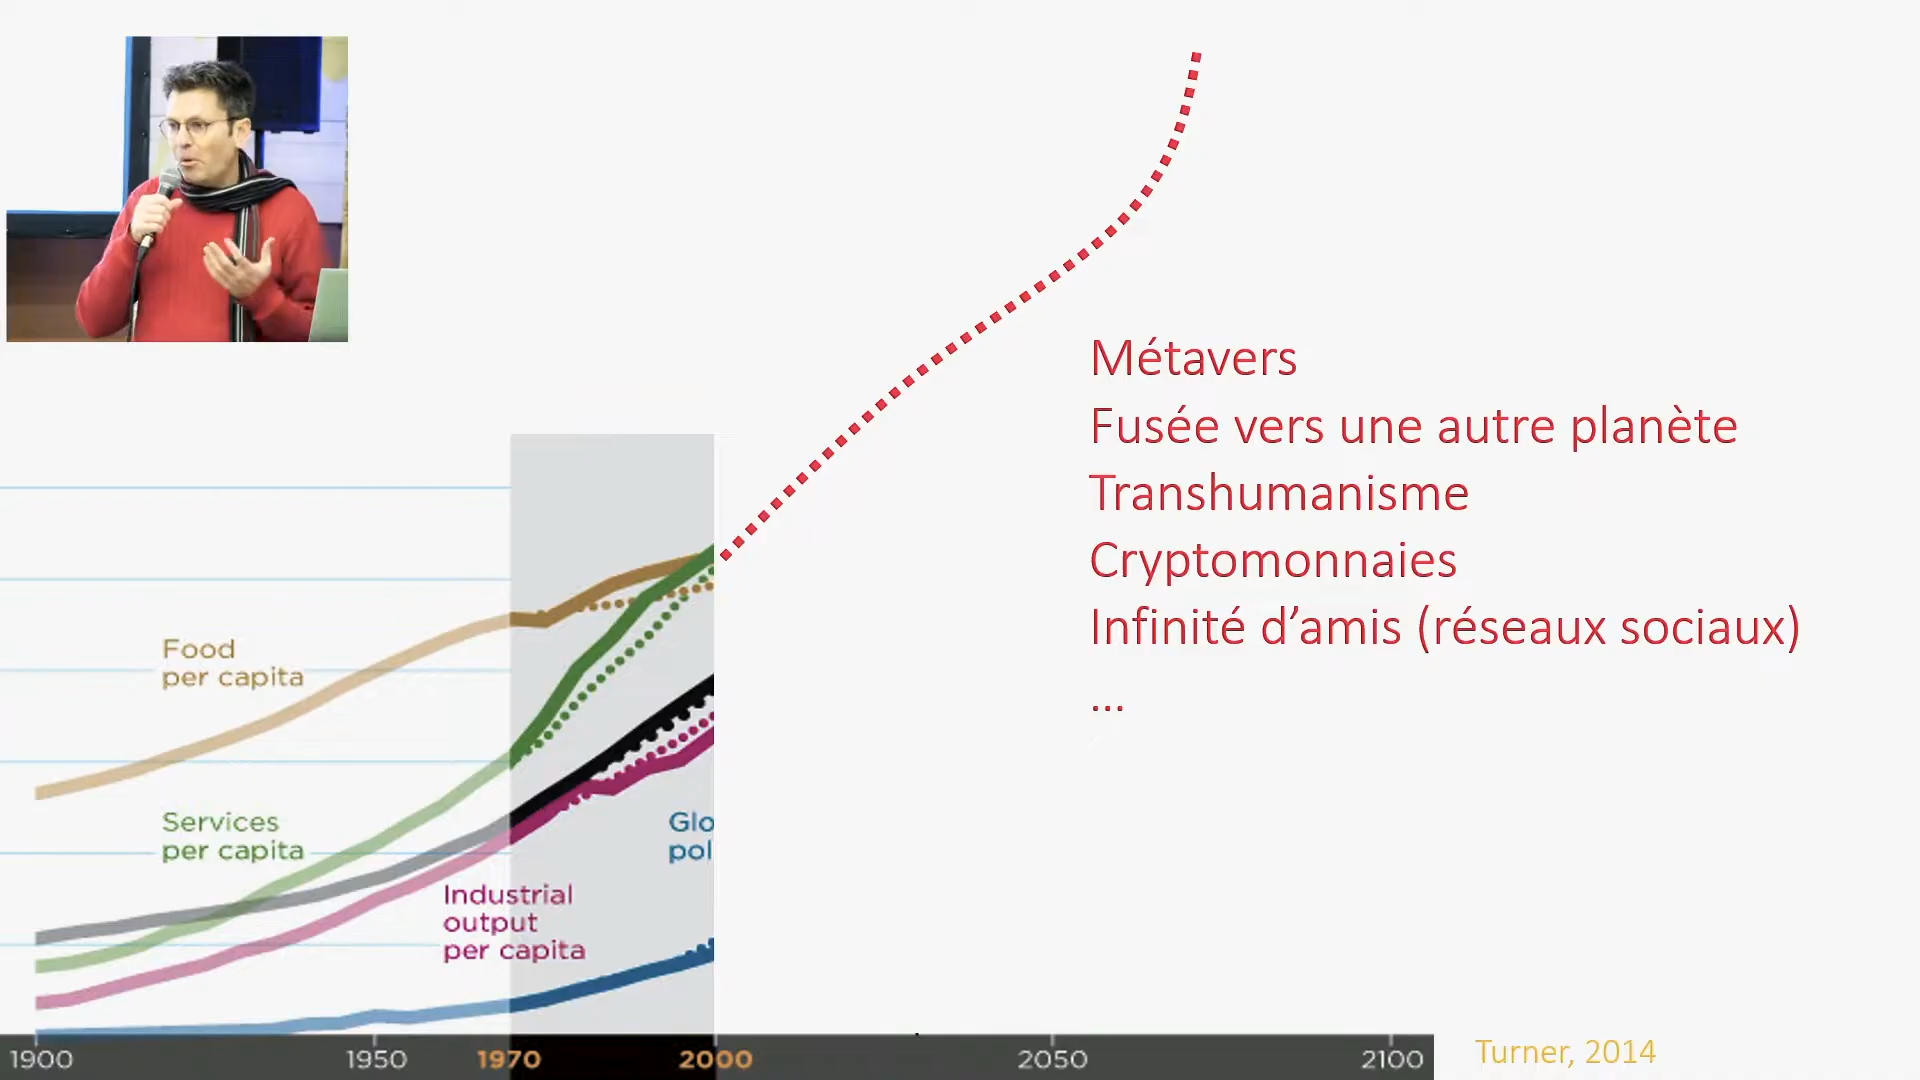 Métavers
Fusée vers une autre planète
Transhumanisme
Cryptomonnaies
Infinité d’amis (réseaux sociaux)
...
Food
per capita
Services
per capita
Industrial
output
per capita
Glo
pol
1900
1950
1970
2000
2050
2100
Turner, 2014